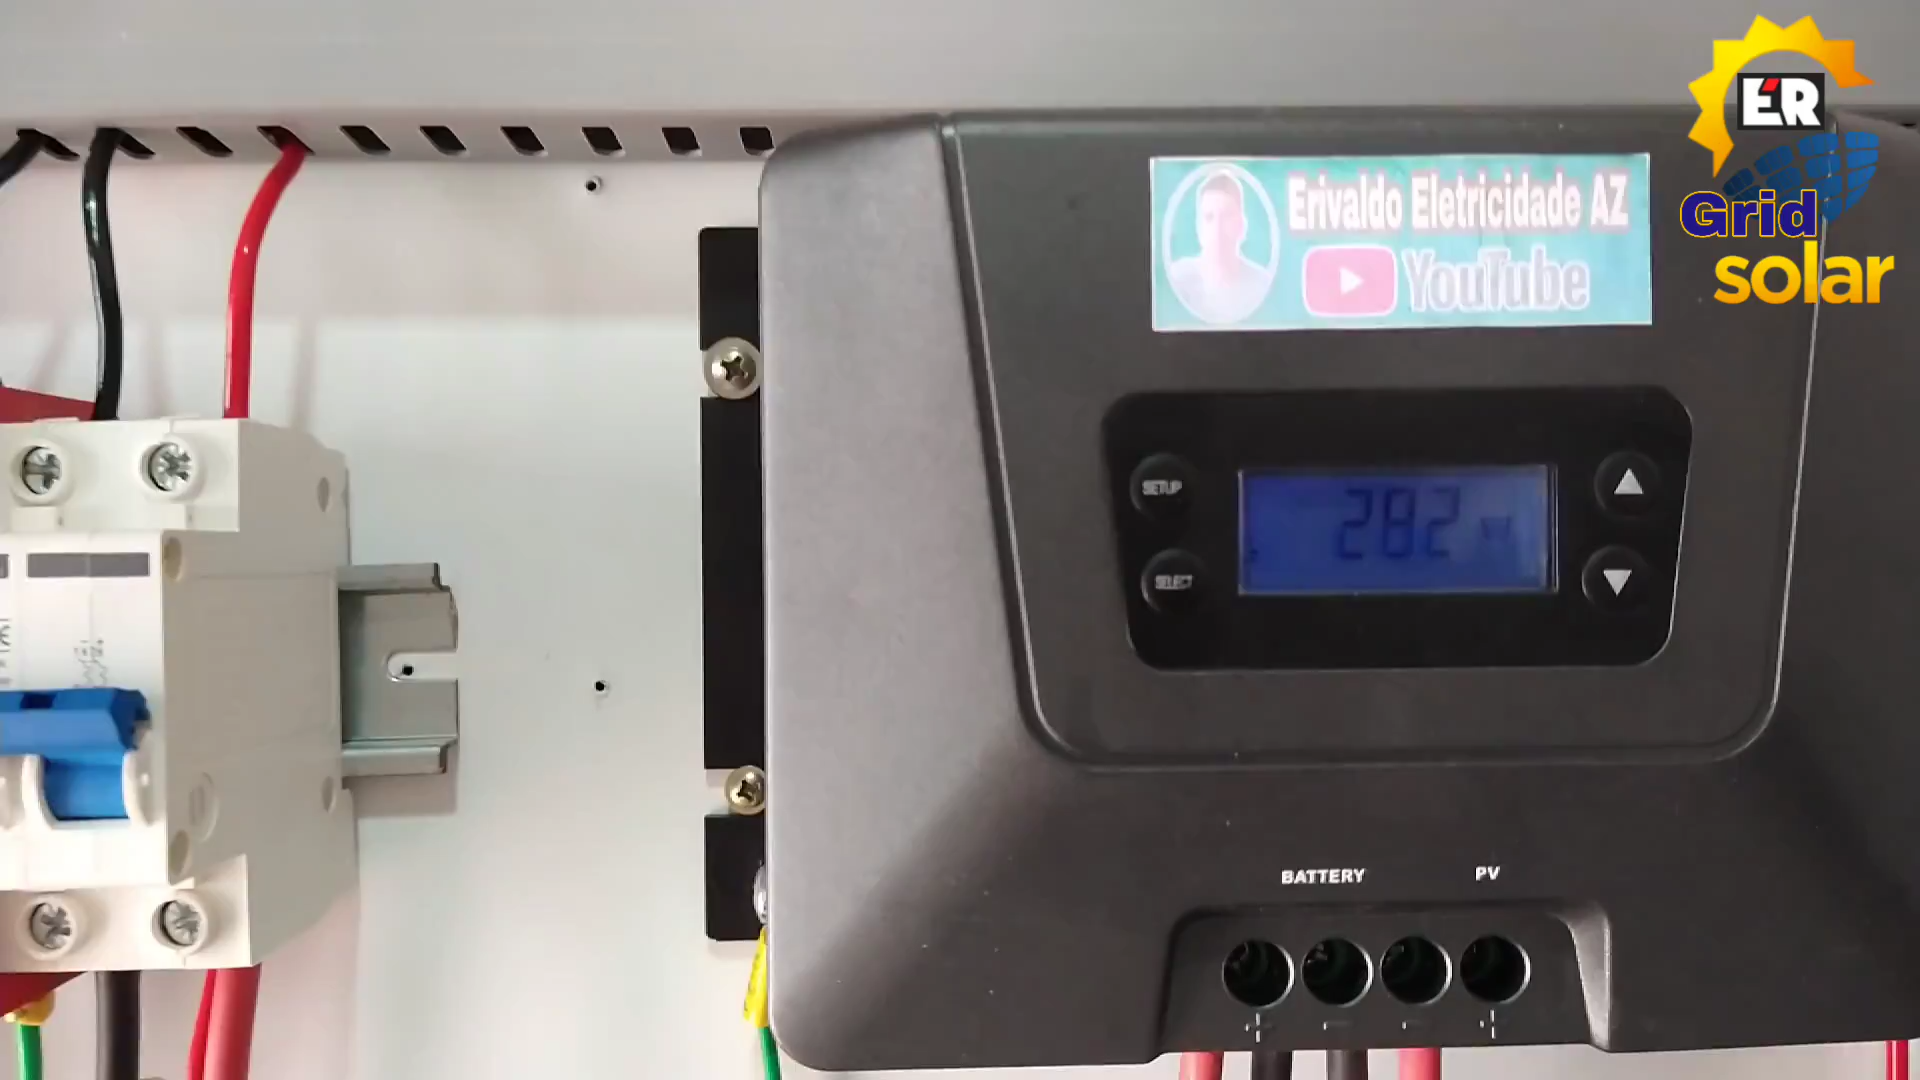 ER
Grid
solar
Erivaldo Eletricidade AZ
YouTube
SETUP
282 W
SELECT
BATTERY PV
+ - - +